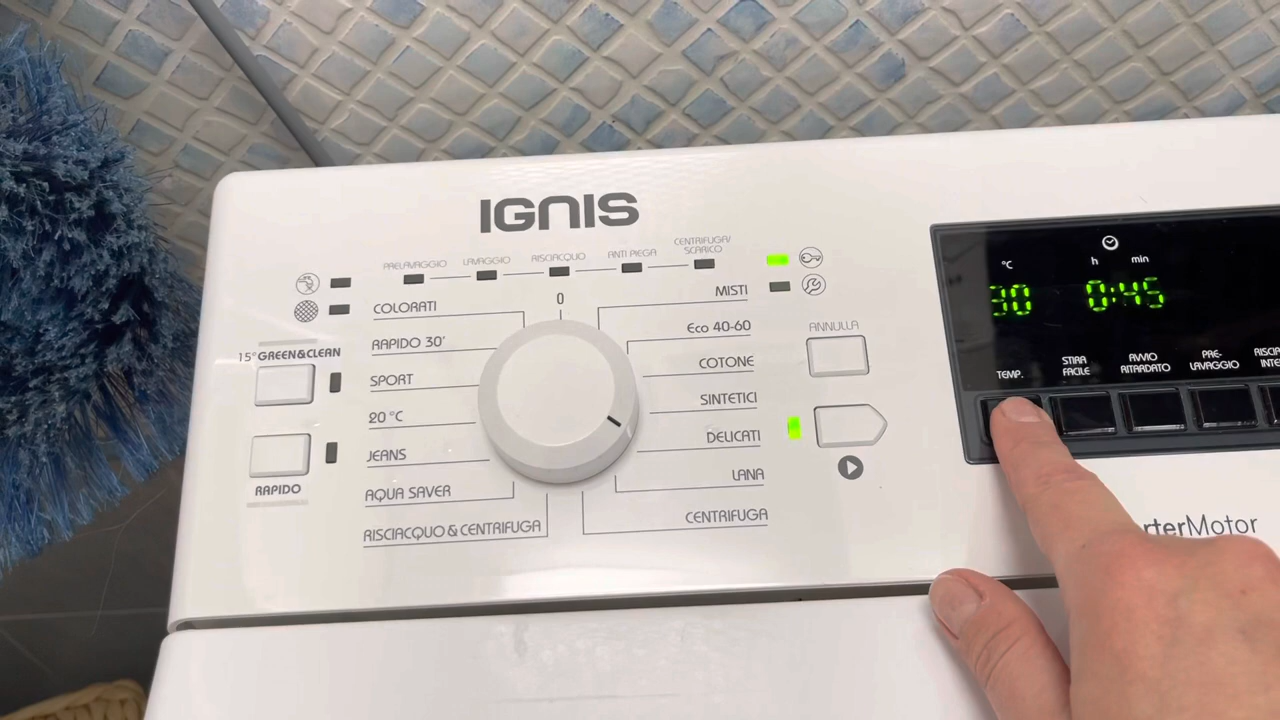 IGNIS
PRELAVAGGIO
LAVAGGIO
RISCIACQUO
ANTI PIEGA
CENTRIFUGA/
SCARICO
0
COLORATI
RAPIDO 30'
SPORT
20 °C
JEANS
AQUA SAVER
RISCIACQUO & CENTRIFUGA
MISTI
Eco 40-60
COTONE
SINTETICI
DELICATI
LANA
CENTRIFUGA
15° GREEN&CLEAN
RAPIDO
ANNULLA
°C
h min
30 0:45
TEMP.
STIRA
FACILE
AVVIO
RITARDATO
PRE-
LAVAGGIO
rterMotor